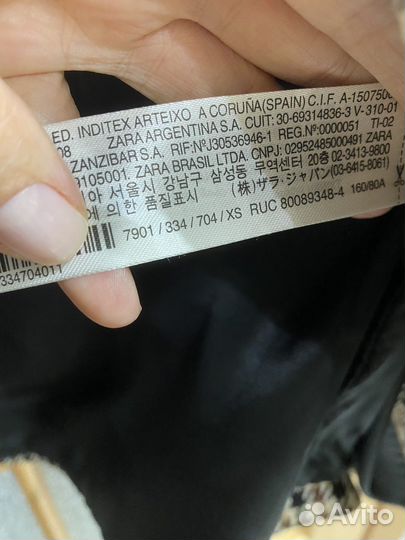 ED. INDITEX ARTEIXO A CORUÑA(SPAIN) C.I.F. A-1507500
08 ZARA ARGENTINA S.A. CUIT: 30-69314836-3 V-310-01
ZANZIBAR S.A. RIF:Nº J30536946-1 REG.Nº:0000051 TI-02
9105001. ZARA BRASIL LTDA. CNPJ: 02952485000491 ZARA
아 서울시 강남구 삼성동 무역센터 20층 02-3413-9800
에 의한 품질표시 (株)ザラ・ジャパン(03-6415-8061)
7901 / 334 / 704 / XS RUC 80089348-4 160/80A
334704011
Avito